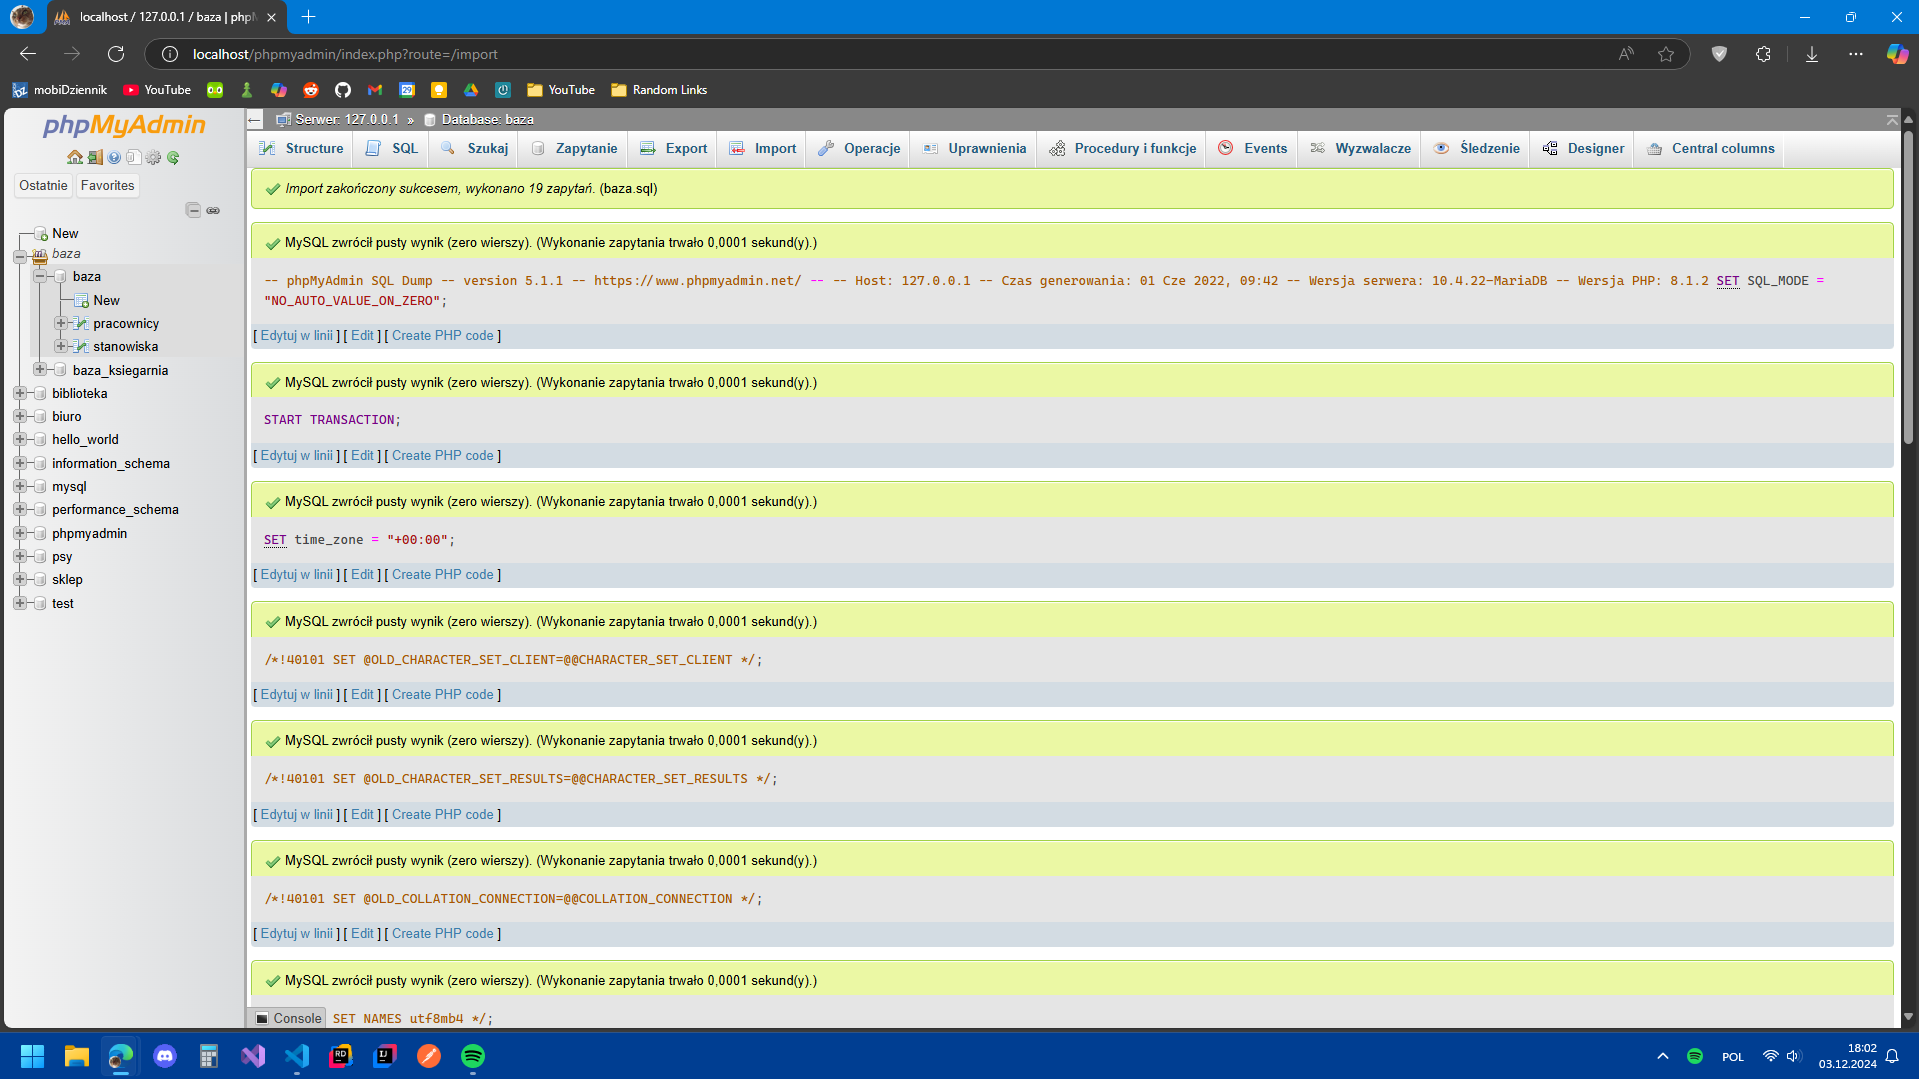 localhost / 127.0.0.1 / baza | phpM
localhost/phpmyadmin/index.php?route=/import
mobiDziennik
YouTube
YouTube
Random Links
phpMyAdmin
Ostatnie
Favorites
New
baza
baza
New
pracownicy
stanowiska
baza_ksiegarnia
biblioteka
biuro
hello_world
information_schema
mysql
performance_schema
phpmyadmin
psy
sklep
test
Serwer: 127.0.0.1 » Database: baza
Structure
SQL
Szukaj
Zapytanie
Export
Import
Operacje
Uprawnienia
Procedury i funkcje
Events
Wyzwalacze
Śledzenie
Designer
Central columns
Import zakończony sukcesem, wykonano 19 zapytań. (baza.sql)
MySQL zwrócił pusty wynik (zero wierszy). (Wykonanie zapytania trwało 0,0001 sekund(y).)
-- phpMyAdmin SQL Dump -- version 5.1.1 -- https://www.phpmyadmin.net/ -- -- Host: 127.0.0.1 -- Czas generowania: 01 Cze 2022, 09:42 -- Wersja serwera: 10.4.22-MariaDB -- Wersja PHP: 8.1.2 SET SQL_MODE =
"NO_AUTO_VALUE_ON_ZERO";
[ Edytuj w linii ] [ Edit ] [ Create PHP code ]
MySQL zwrócił pusty wynik (zero wierszy). (Wykonanie zapytania trwało 0,0001 sekund(y).)
START TRANSACTION;
[ Edytuj w linii ] [ Edit ] [ Create PHP code ]
MySQL zwrócił pusty wynik (zero wierszy). (Wykonanie zapytania trwało 0,0001 sekund(y).)
SET time_zone = "+00:00";
[ Edytuj w linii ] [ Edit ] [ Create PHP code ]
MySQL zwrócił pusty wynik (zero wierszy). (Wykonanie zapytania trwało 0,0001 sekund(y).)
/*!40101 SET @OLD_CHARACTER_SET_CLIENT=@@CHARACTER_SET_CLIENT */;
[ Edytuj w linii ] [ Edit ] [ Create PHP code ]
MySQL zwrócił pusty wynik (zero wierszy). (Wykonanie zapytania trwało 0,0001 sekund(y).)
/*!40101 SET @OLD_CHARACTER_SET_RESULTS=@@CHARACTER_SET_RESULTS */;
[ Edytuj w linii ] [ Edit ] [ Create PHP code ]
MySQL zwrócił pusty wynik (zero wierszy). (Wykonanie zapytania trwało 0,0001 sekund(y).)
/*!40101 SET @OLD_COLLATION_CONNECTION=@@COLLATION_CONNECTION */;
[ Edytuj w linii ] [ Edit ] [ Create PHP code ]
MySQL zwrócił pusty wynik (zero wierszy). (Wykonanie zapytania trwało 0,0001 sekund(y).)
Console
SET NAMES utf8mb4 */;
POL
18:02
03.12.2024